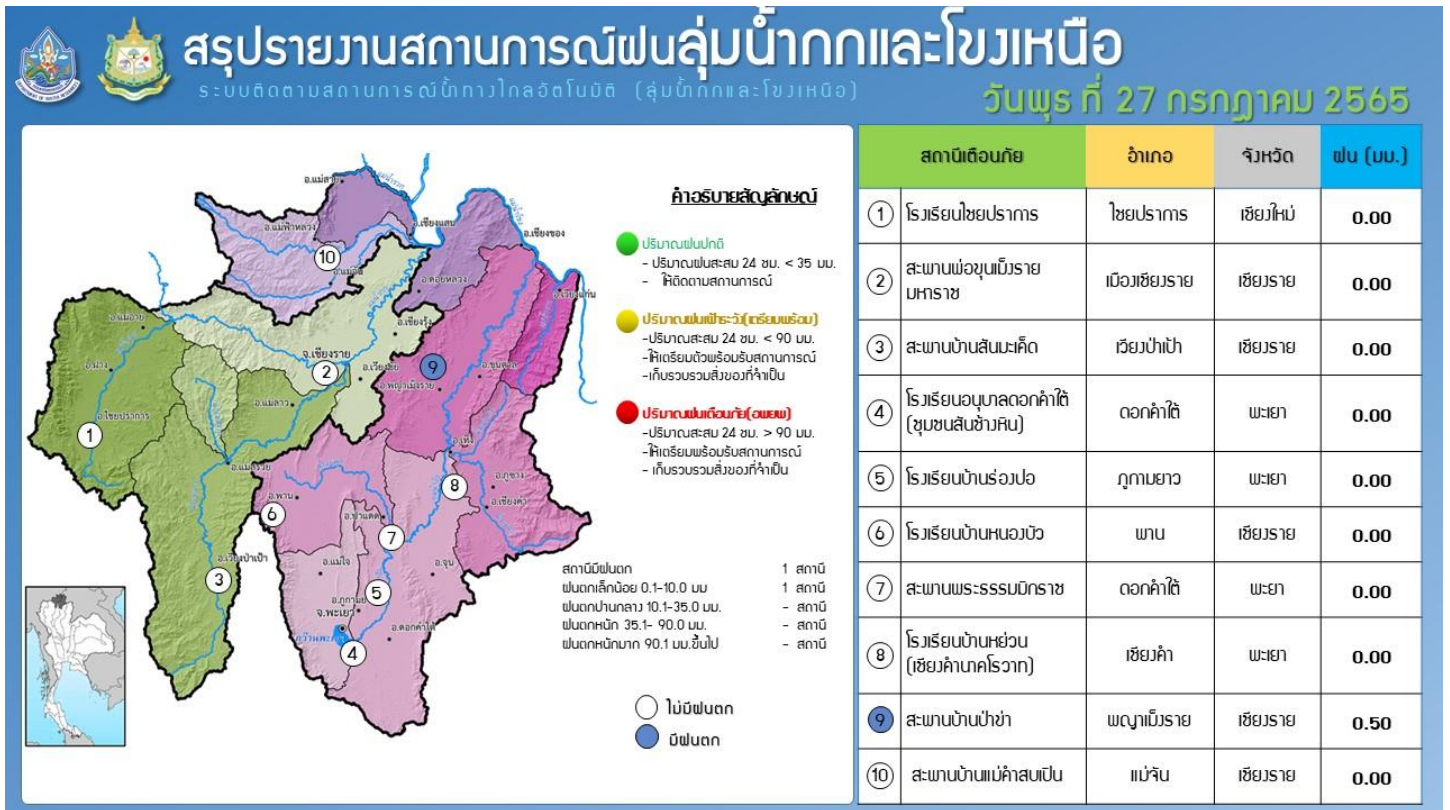 สรุปรายงานสถานการณ์ฝนลุ่มน้ำกกและโขงเหนือ
ระบบติดตามสถานการณ์น้ำทางไกลอัตโนมัติ (ลุ่มน้ำกกและโขงเหนือ)
วันพุธ ที่ 27 กรกฎาคม 2565
อ.แม่สาย
อ.แม่ฟ้าหลวง
อ.เชียงแสน
อ.เชียงของ
10
อ.แม่จัน
อ.ดอยหลวง
อ.เวียงแก่น
อ.แม่อาย
อ.เชียงรุ้ง
จ.เชียงราย
อ.ฝาง
2
อ.เวียงชัย
9
อ.ขุนตาล
อ.พญาเม็งราย
อ.ไชยปราการ
อ.แม่ลาว
1
อ.เทิง
อ.แม่สรวย
8
อ.ภูซาง
อ.เชียงคำ
อ.พาน
6
อ.ป่าแดด
7
อ.เวียงป่าเป้า
3
อ.แม่ใจ
อ.จุน
5
อ.ภูกามยาว
จ.พะเยา
กว๊านพะเยา
อ.ดอกคำใต้
4
คำอธิบายสัญลักษณ์
ปริมาณฝนปกติ
- ปริมาณฝนสะสม 24 ชม. < 35 มม.
- ให้ติดตามสถานการณ์
ปริมาณฝนเฝ้าระวัง(เตรียมพร้อม)
-ปริมาณสะสม 24 ชม. < 90 มม.
-ให้เตรียมตัวพร้อมรับสถานการณ์
-เก็บรวบรวมสิ่งของที่จำเป็น
ปริมาณฝนเตือนภัย(อพยพ)
-ปริมาณสะสม 24 ชม. > 90 มม.
-ให้เตรียมพร้อมรับสถานการณ์
- เก็บรวบรวมสิ่งของที่จำเป็น
สถานีมีฝนตก 1 สถานี
ฝนตกเล็กน้อย 0.1-10.0 มม 1 สถานี
ฝนตกปานกลาง 10.1-35.0 มม. - สถานี
ฝนตกหนัก 35.1- 90.0 มม. - สถานี
ฝนตกหนักมาก 90.1 มม.ขึ้นไป - สถานี
ไม่มีฝนตก
มีฝนตก
สถานีเตือนภัย อำเภอ จังหวัด ฝน (มม.)
1 โรงเรียนไชยปราการ ไชยปราการ เชียงใหม่ 0.00
2 สะพานพ่อขุนเม็งราย
มหาราช เมืองเชียงราย เชียงราย 0.00
3 สะพานบ้านสันมะเค็ด เวียงป่าเป้า เชียงราย 0.00
4 โรงเรียนอนุบาลดอกคำใต้
(ชุมชนสันช้างหิน) ดอกคำใต้ พะเยา 0.00
5 โรงเรียนบ้านร่องปอ ภูกามยาว พะเยา 0.00
6 โรงเรียนบ้านหนองบัว พาน เชียงราย 0.00
7 สะพานพระธรรมมิกราช ดอกคำใต้ พะเยา 0.00
8 โรงเรียนบ้านหย่วน
(เชียงคำนาคโรวาท) เชียงคำ พะเยา 0.00
9 สะพานบ้านป่าข่า พญาเม็งราย เชียงราย 0.50
10 สะพานบ้านแม่คำสบเปิน แม่จัน เชียงราย 0.00